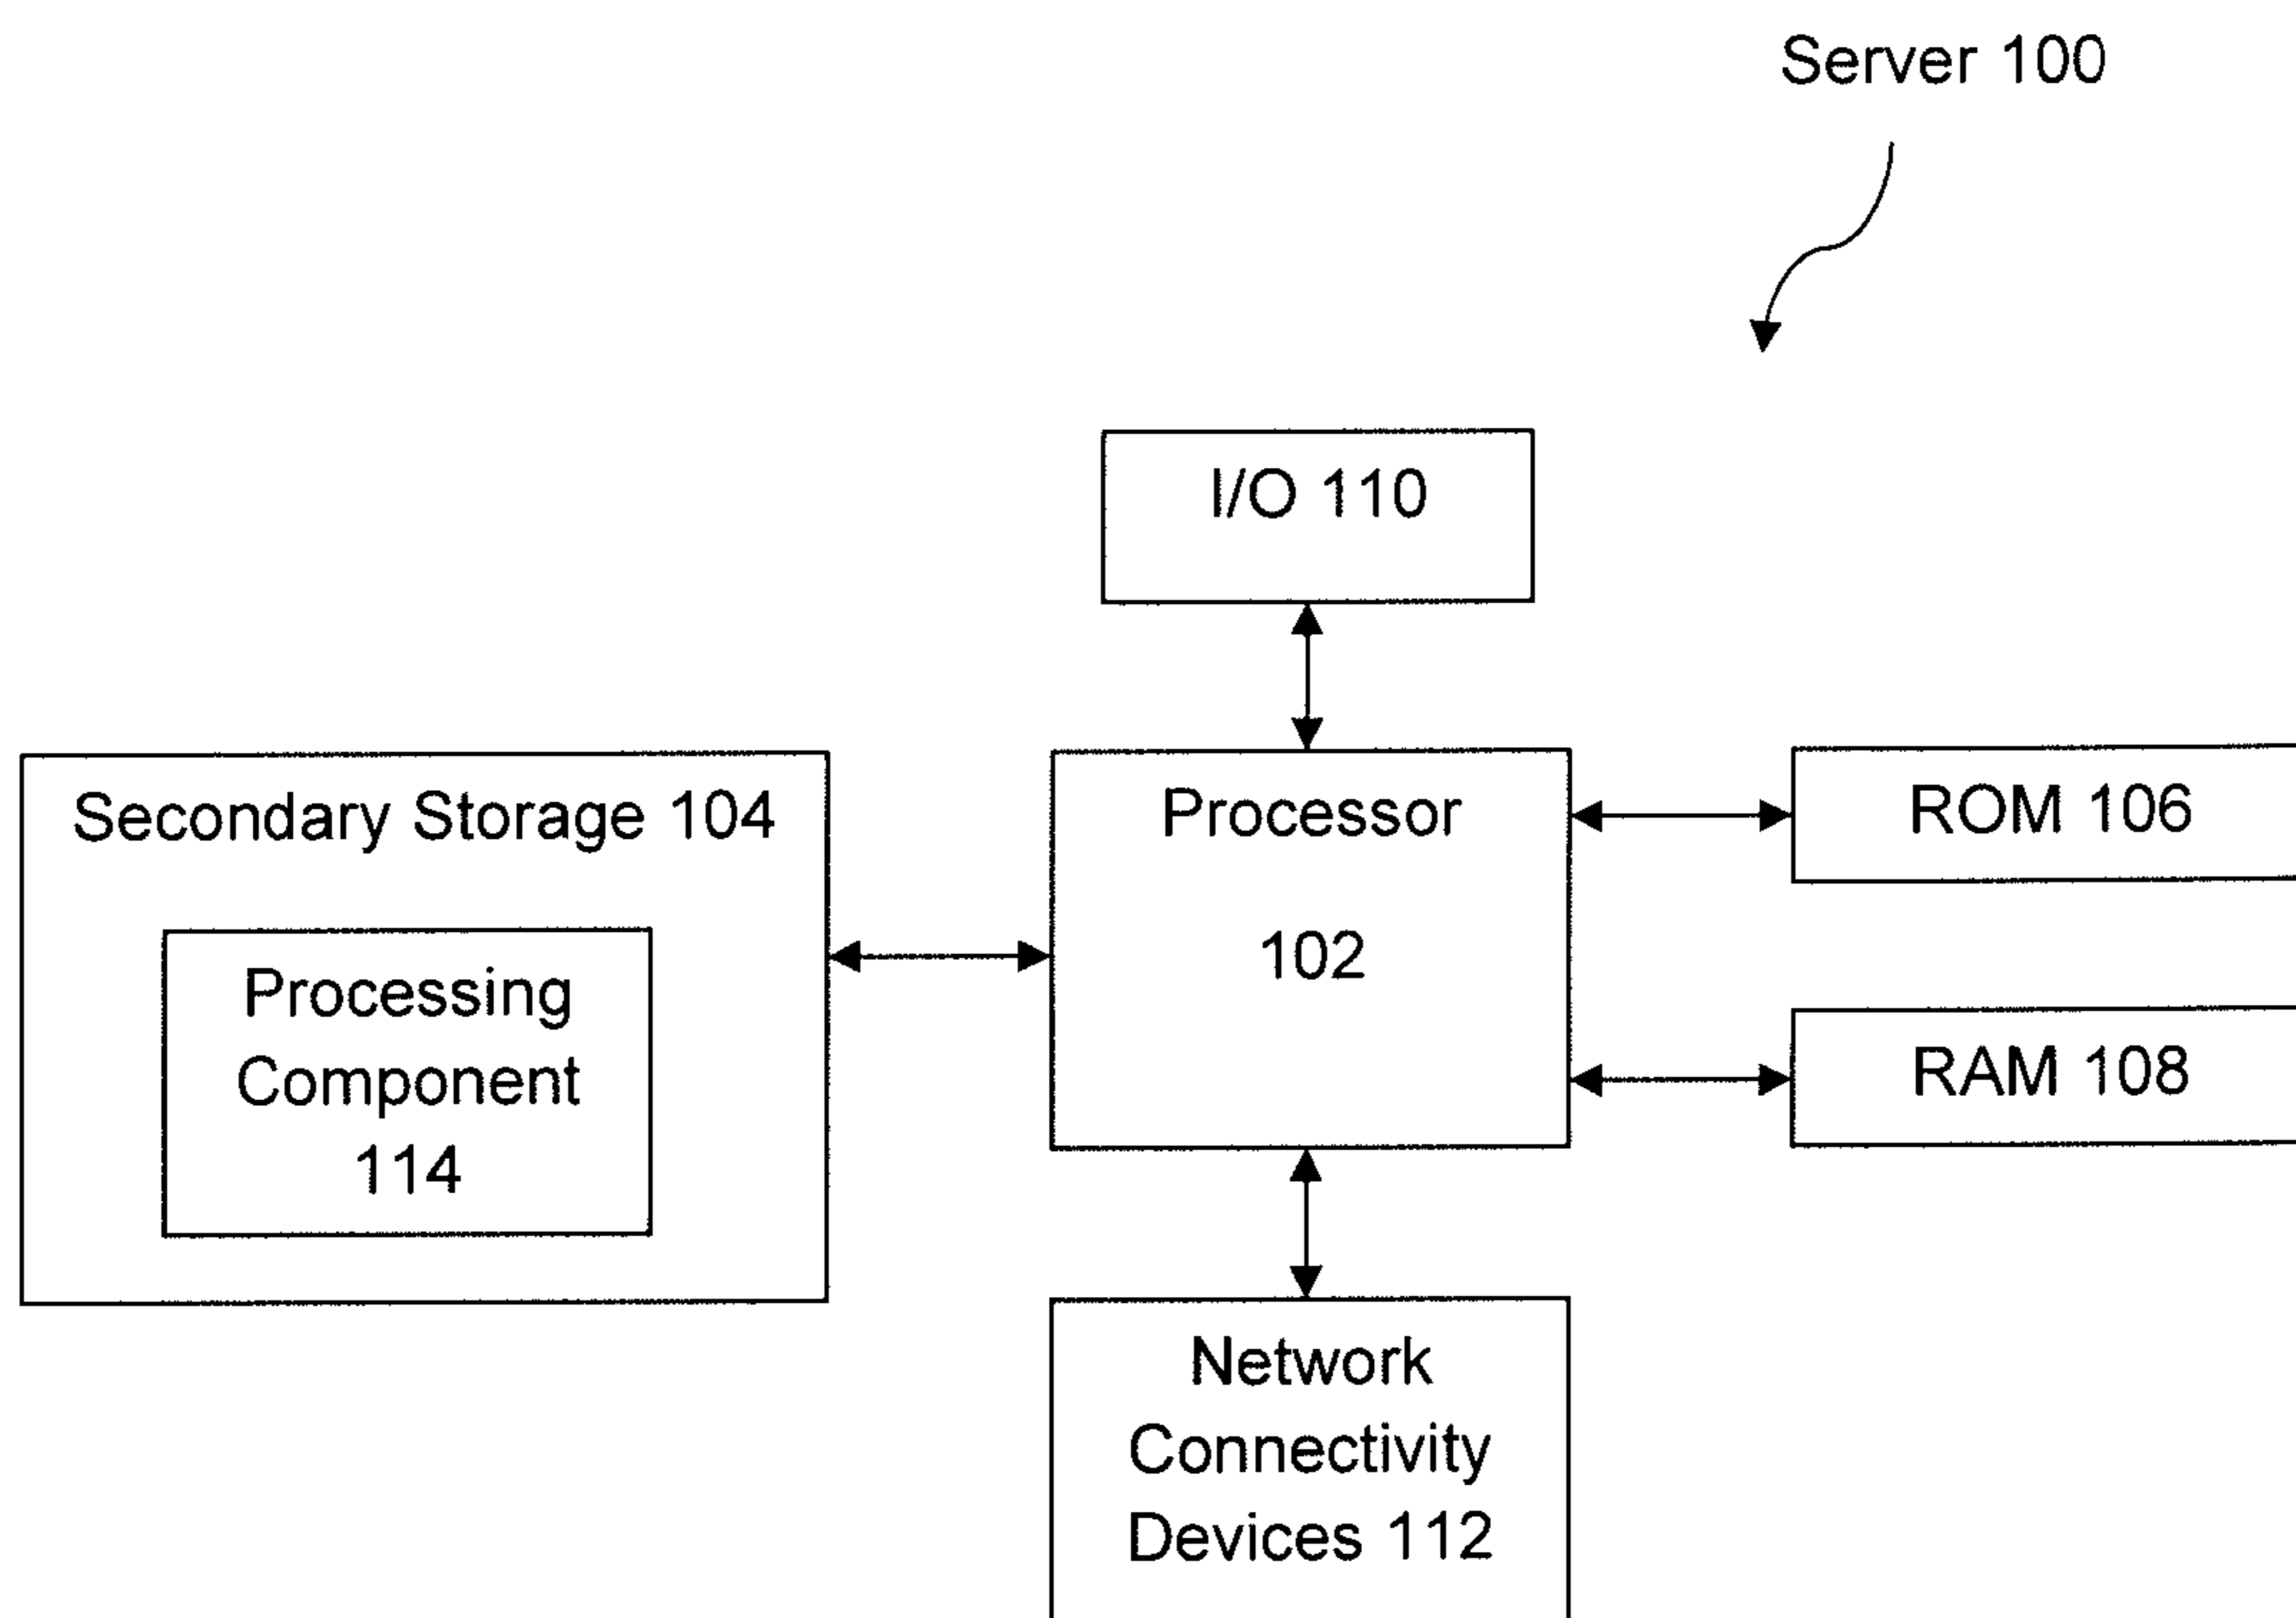 Server 100
I/O 110
Secondary Storage 104
Processing
Component
114
Processor
102
ROM 106
RAM 108
Network
Connectivity
Devices 112